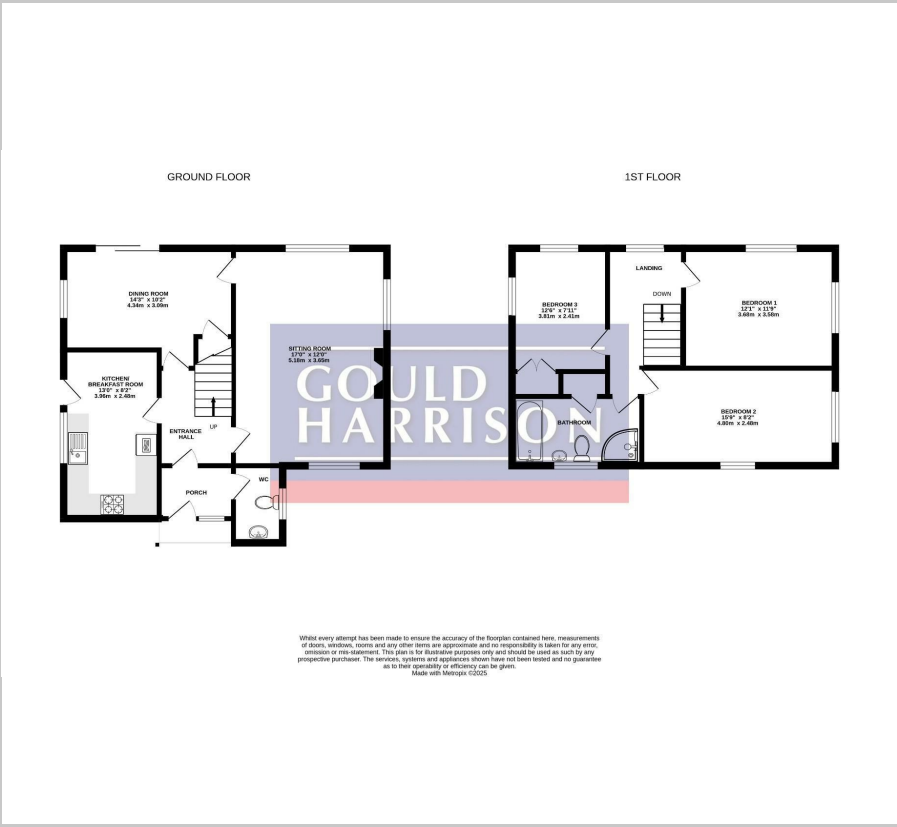 GROUND FLOOR
1ST FLOOR
DINING ROOM
14'3" x 10'2"
4.34m x 3.09m
KITCHEN/
BREAKFAST ROOM
13'0" x 8'2"
3.96m x 2.48m
ENTRANCE
HALL
UP
PORCH
WC
SITTING ROOM
17'0" x 12'0"
5.18m x 3.65m
LANDING
DOWN
BEDROOM 3
12'6" x 7'11"
3.81m x 2.41m
BEDROOM 1
12'1" x 11'9"
3.68m x 3.58m
BEDROOM 2
15'9" x 8'2"
4.80m x 2.48m
BATHROOM
GOULD
HARRISON
Whilst every attempt has been made to ensure the accuracy of the floorplan contained here, measurements
of doors, windows, rooms and any other items are approximate and no responsibility is taken for any error,
omission or mis-statement. This plan is for illustrative purposes only and should be used as such by any
prospective purchaser. The services, systems and appliances shown have not been tested and no guarantee
as to their operability or efficiency can be given.
Made with Metropix ©2025